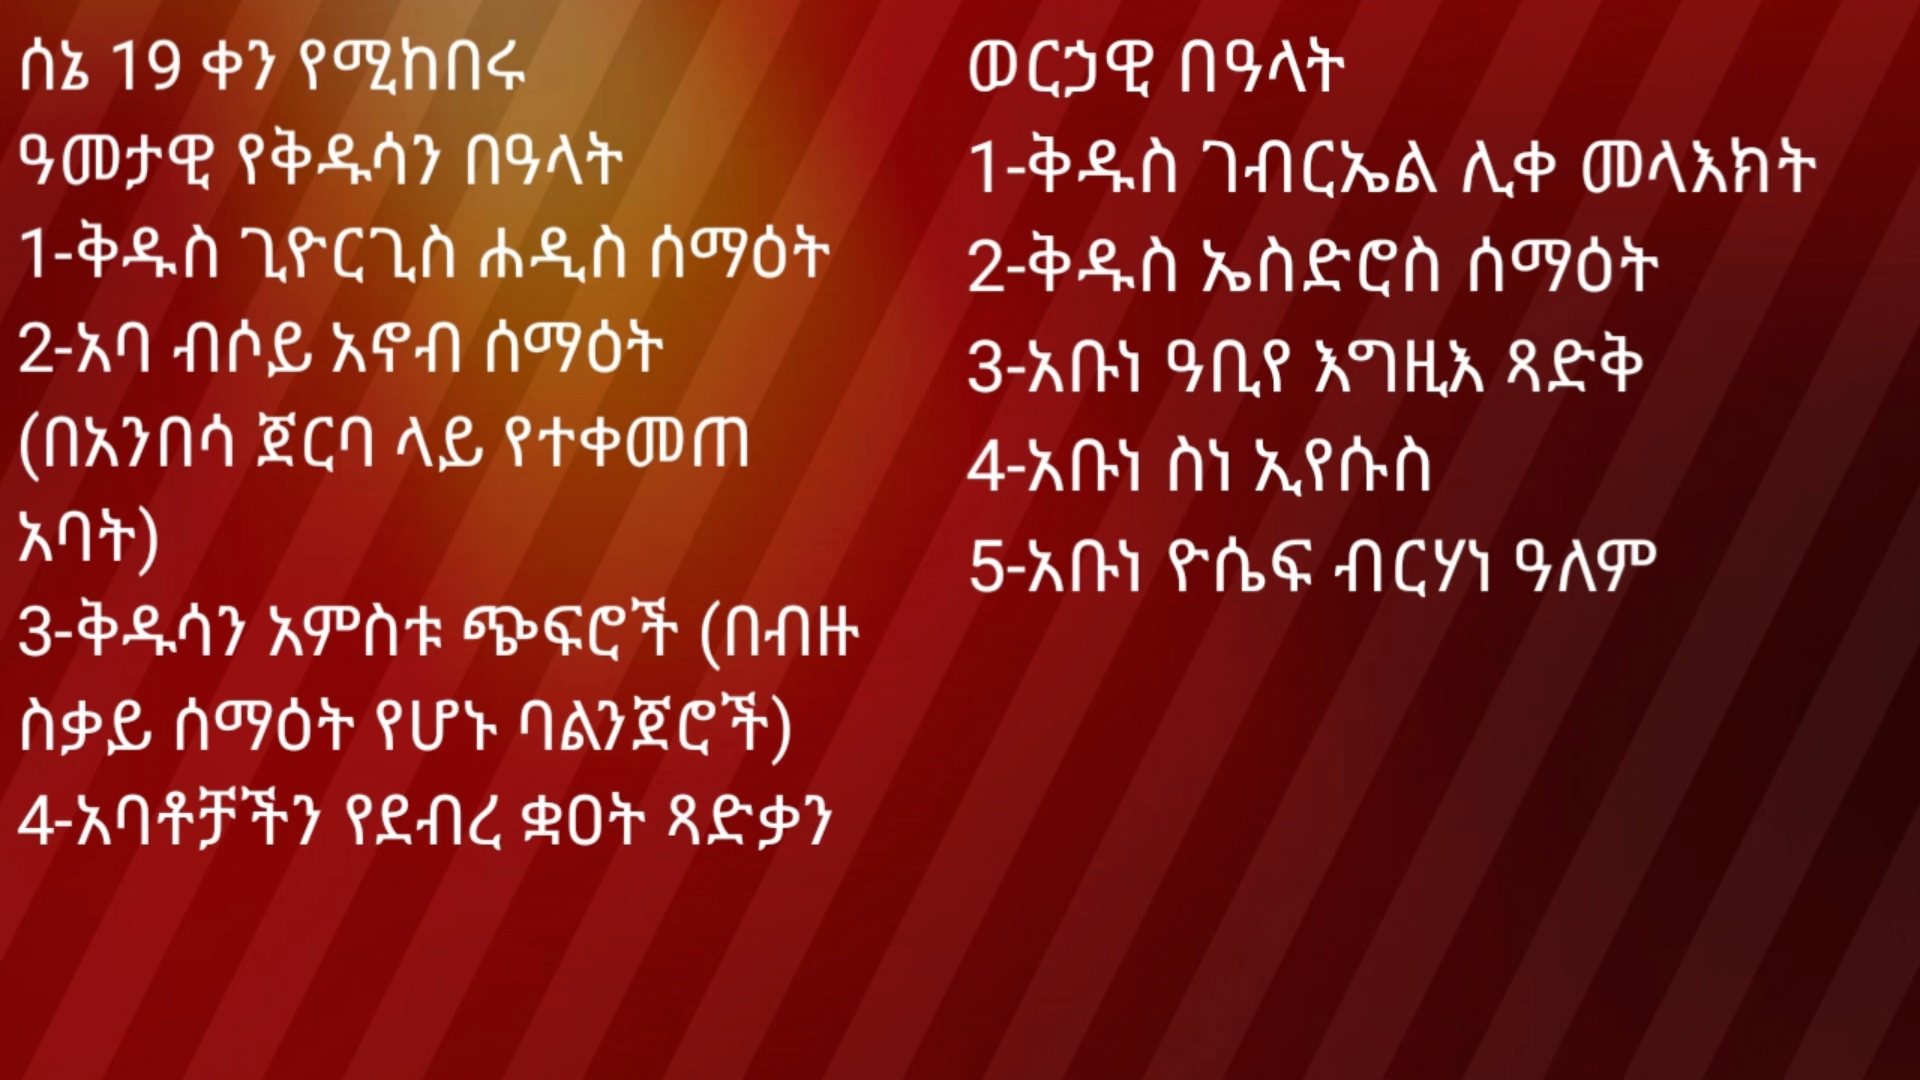 ሰኔ 19 ቀን የሚከበሩ
ዓመታዊ የቅዱሳን በዓላት
1-ቅዱስ ጊዮርጊስ ሐዲስ ሰማዕት
2-አባ ብሶይ አኖብ ሰማዕት
(በአንበሳ ጀርባ ላይ የተቀመጠ
አባት)
3-ቅዱሳን አምስቱ ጭፍሮች (በብዙ
ስቃይ ሰማዕት የሆኑ ባልንጀሮች)
4-አባቶቻችን የደብረ ቋዐት ጻድቃን
ወርኃዊ በዓላት
1-ቅዱስ ገብርኤል ሊቀ መላእክት
2-ቅዱስ ኤስድሮስ ሰማዕት
3-አቡነ ዓቢየ እግዚእ ጻድቅ
4-አቡነ ስነ ኢየሱስ
5-አቡነ ዮሴፍ ብርሃነ ዓለም